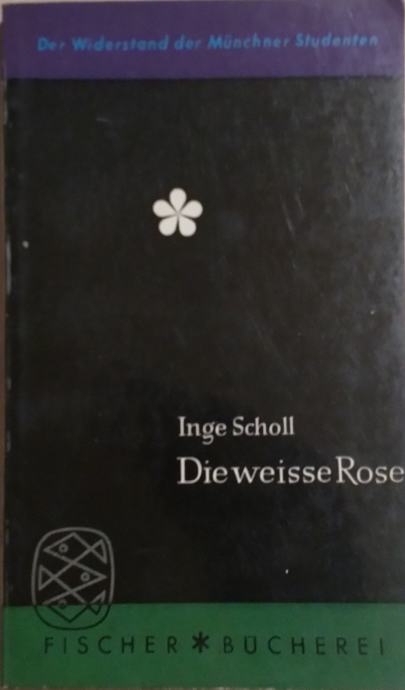 Der Widerstand der Münchner Studenten
Inge Scholl
Die weisse Rose
FISCHER * BÜCHEREI